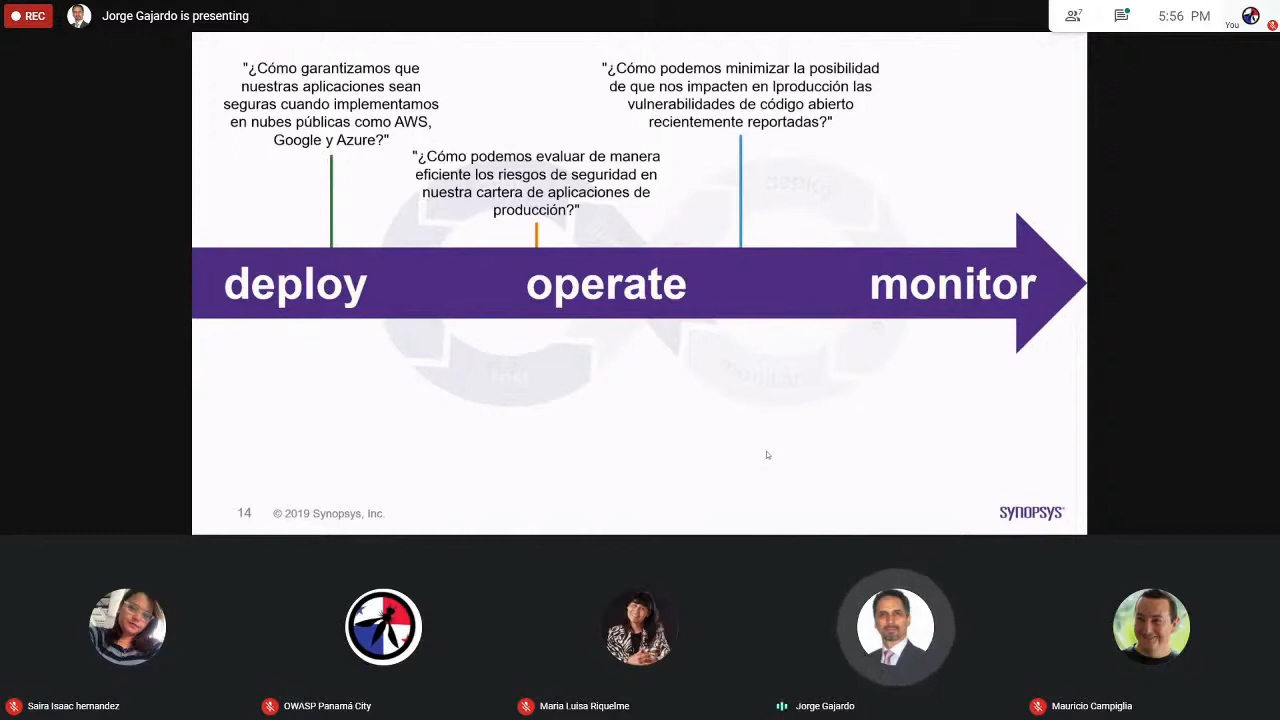 REC
Jorge Gajardo is presenting
7
5:56 PM
You
"¿Cómo garantizamos que
nuestras aplicaciones sean
seguras cuando implementamos
en nubes públicas como AWS,
Google y Azure?"
"¿Cómo podemos evaluar de manera
eficiente los riesgos de seguridad en
nuestra cartera de aplicaciones de
producción?"
"¿Cómo podemos minimizar la posibilidad
de que nos impacten en lproducción las
vulnerabilidades de código abierto
recientemente reportadas?"
deploy
deploy operate monitor
monitor
14 © 2019 Synopsys, Inc.
SYNOPSYS
Saira Isaac hernandez
OWASP Panamá City
Maria Luisa Riquelme
Jorge Gajardo
Mauricio Campiglia